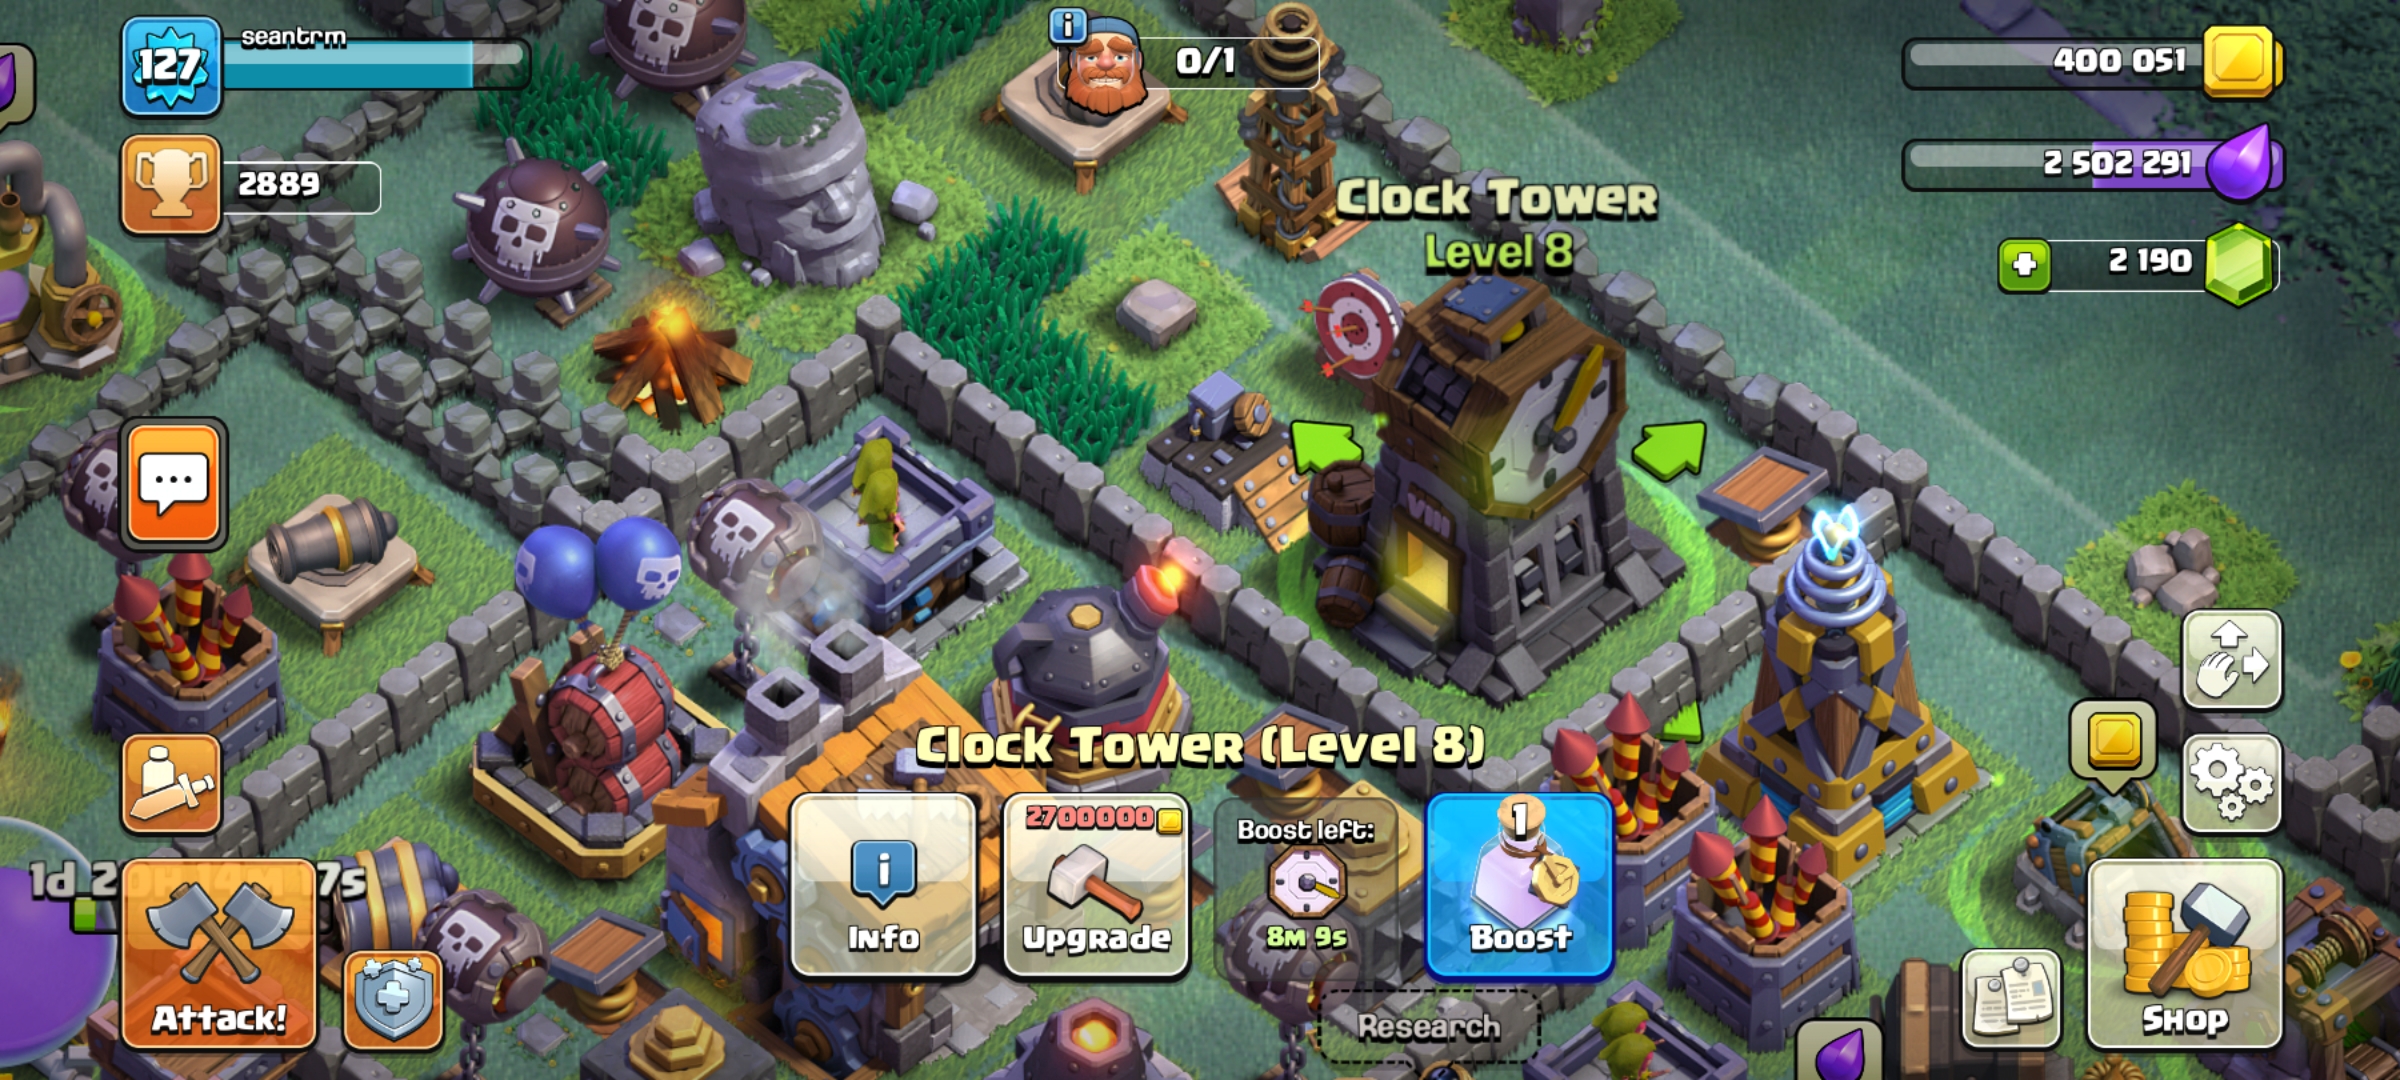 127
seantrm
0/1
400 051
2889
2 502 291
2 190
Clock Tower
Level 8
VIII
Clock Tower (Level 8)
2700000
Boost left:
1
Info
Upgrade
8m 9s
Boost
Attack!
Research
Shop